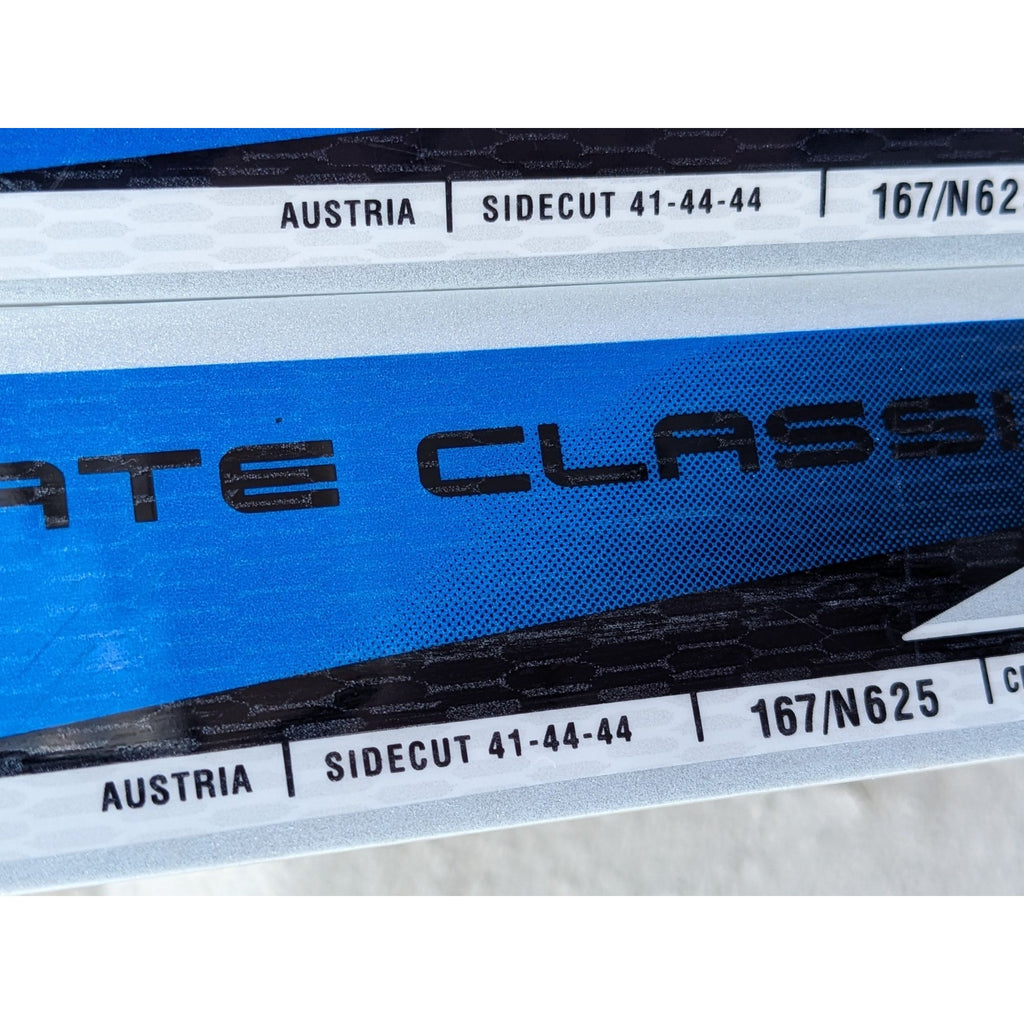 AUSTRIA | SIDECUT 41-44-44 | 167/N62
ATE CLASSI
AUSTRIA | SIDECUT 41-44-44 | 167/N625 |